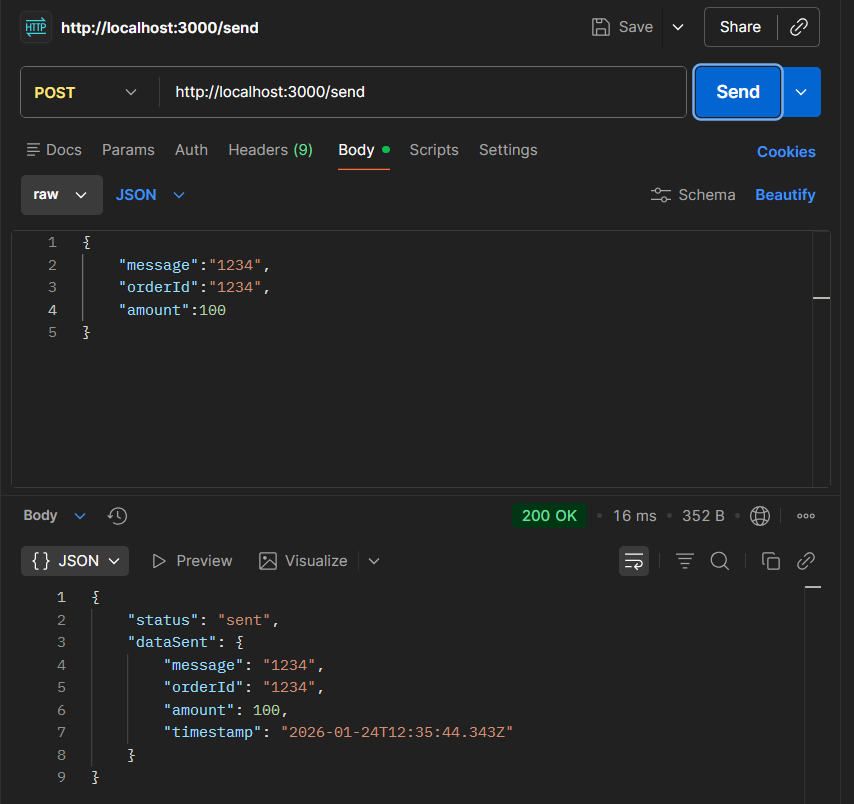 HTTP http://localhost:3000/send Save Share
POST http://localhost:3000/send Send
Docs Params Auth Headers (9) Body Scripts Settings Cookies
raw JSON Schema Beautify
1 {
2 "message":"1234",
3 "orderId":"1234",
4 "amount":100
5 }
Body 200 OK • 16 ms • 352 B •
{} JSON Preview Visualize
1 {
2 "status": "sent",
3 "dataSent": {
4 "message": "1234",
5 "orderId": "1234",
6 "amount": 100,
7 "timestamp": "2026-01-24T12:35:44.343Z"
8 }
9 }